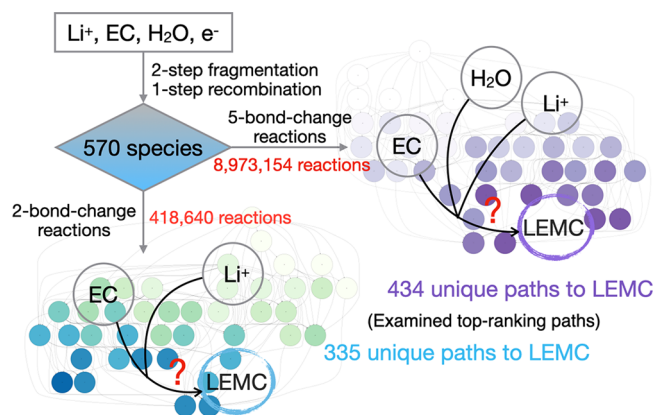 Li⁺, EC, H₂O, e⁻
2-step fragmentation
1-step recombination
570 species
5-bond-change
reactions
8,973,154 reactions
H₂O
Li⁺
EC
?
LEMC
2-bond-change
reactions
418,640 reactions
EC
Li⁺
?
LEMC
434 unique paths to LEMC
(Examined top-ranking paths)
335 unique paths to LEMC